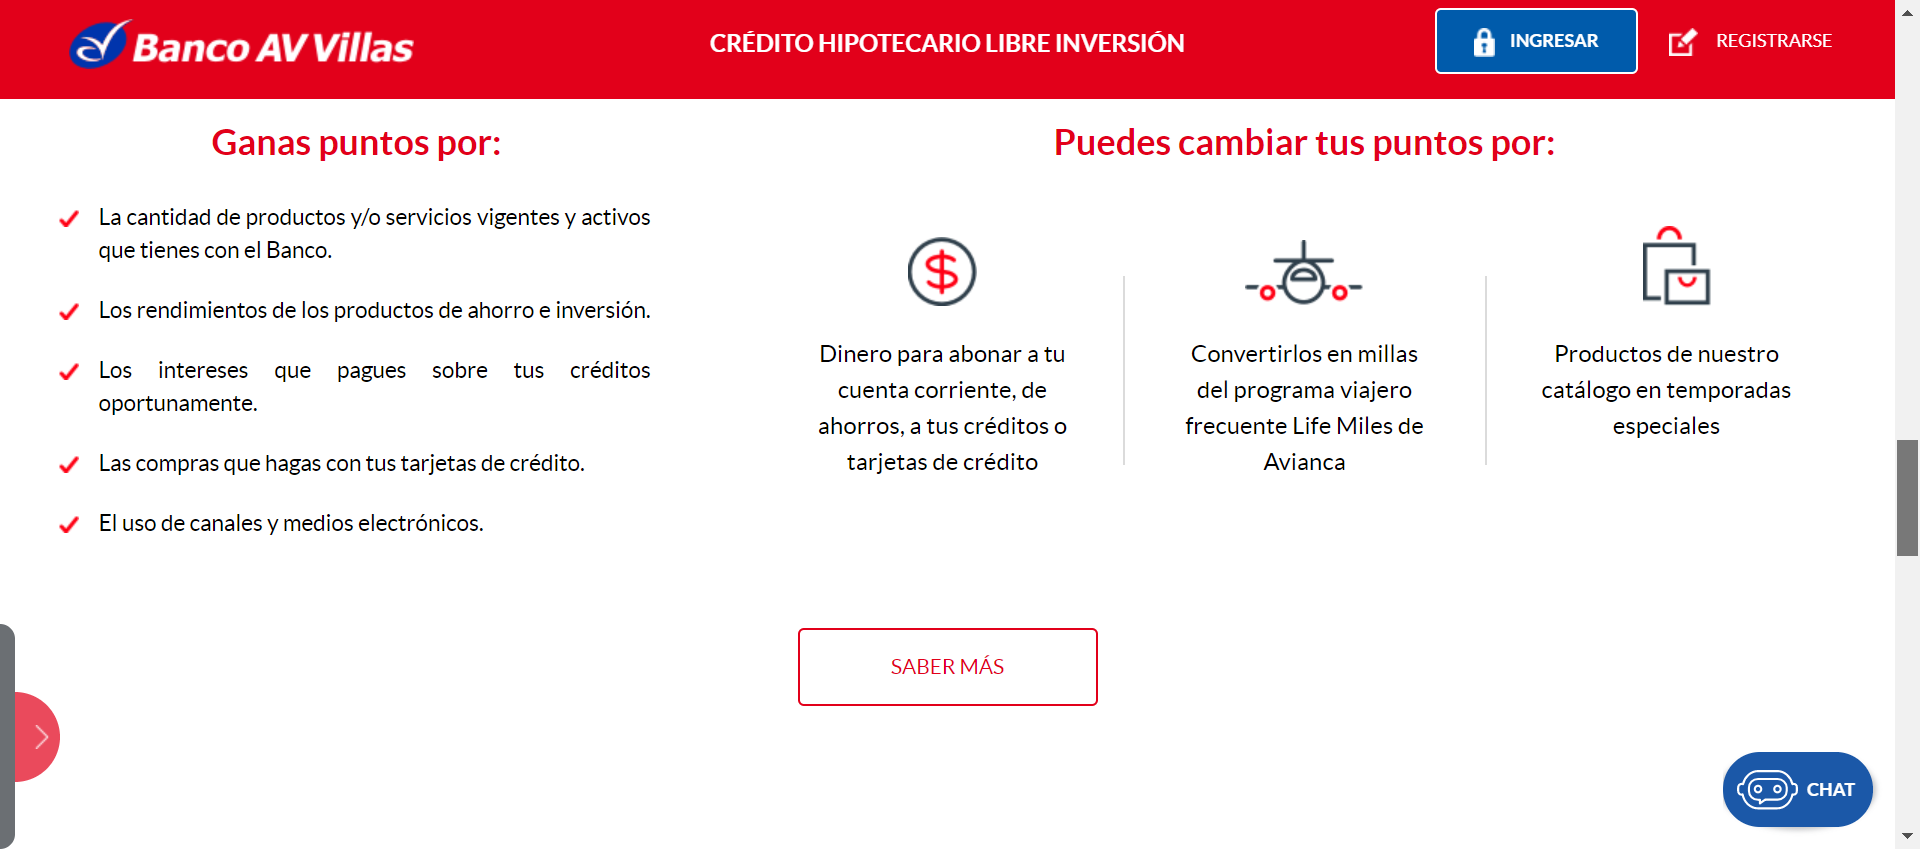 Banco AV Villas
CRÉDITO HIPOTECARIO LIBRE INVERSIÓN
INGRESAR
REGISTRARSE
Ganas puntos por:
La cantidad de productos y/o servicios vigentes y activos
que tienes con el Banco.
Los rendimientos de los productos de ahorro e inversión.
Los intereses que pagues sobre tus créditos
oportunamente.
Las compras que hagas con tus tarjetas de crédito.
El uso de canales y medios electrónicos.
Puedes cambiar tus puntos por:
Dinero para abonar a tu
cuenta corriente, de
ahorros, a tus créditos o
tarjetas de crédito
Convertirlos en millas
del programa viajero
frecuente Life Miles de
Avianca
Productos de nuestro
catálogo en temporadas
especiales
SABER MÁS
CHAT